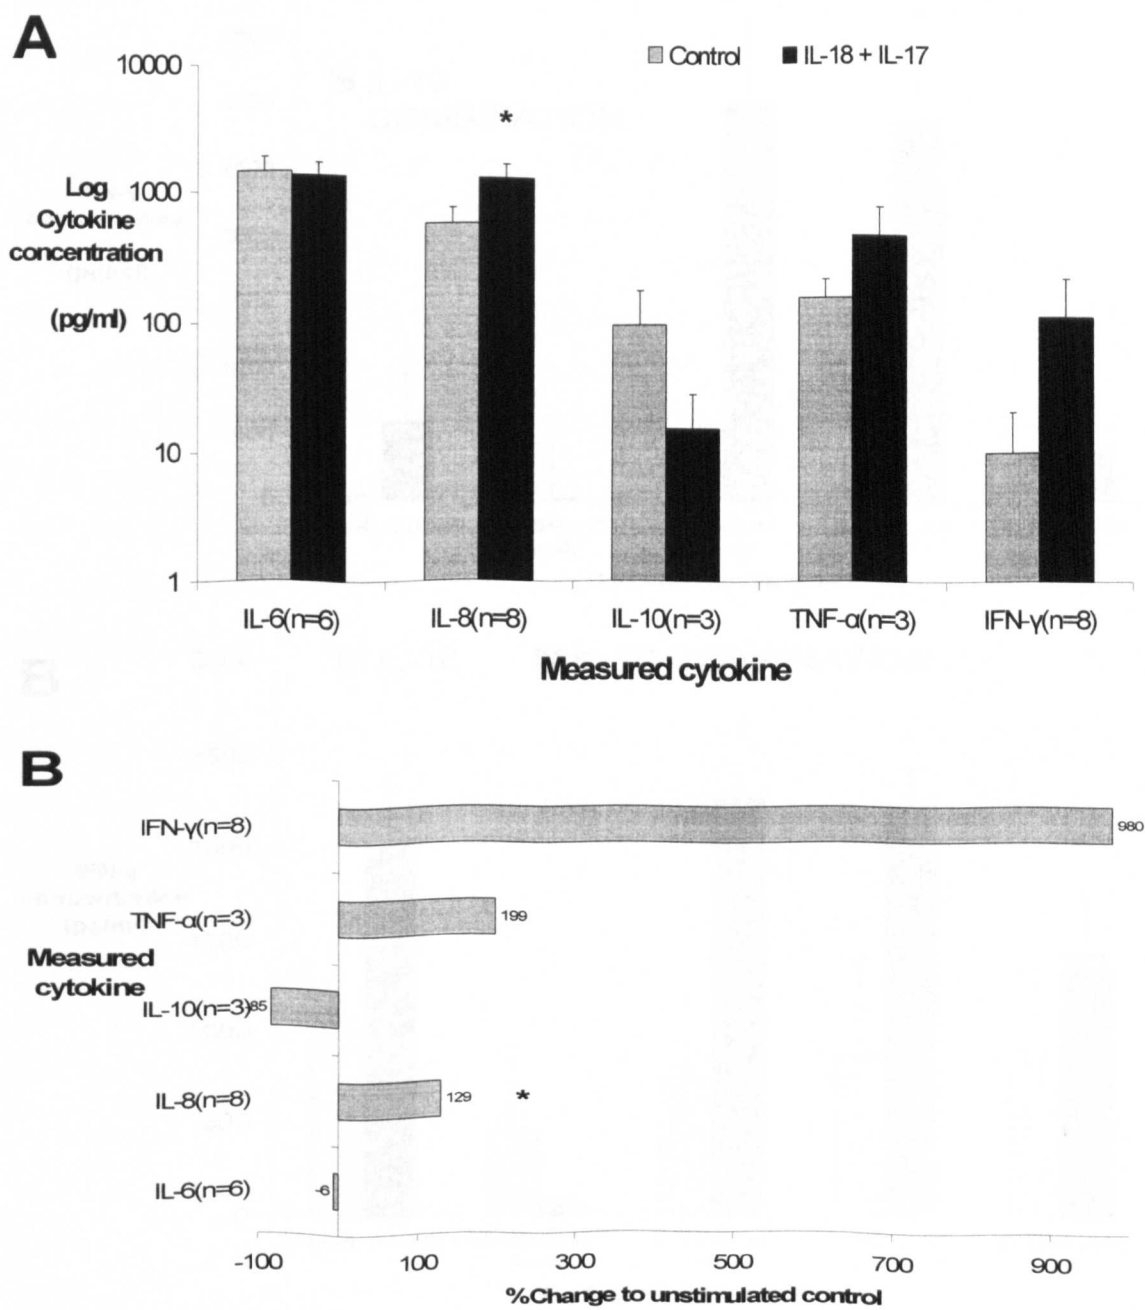 A
Control
IL-18 + IL-17
10000
*
Log
Cytokine
concentration
(pg/ml)
1000
100
10
1
IL-6(n=6)
IL-8(n=8)
IL-10(n=3)
TNF-α(n=3)
IFN-γ(n=8)
Measured cytokine
B
IFN-γ(n=8)
980
TNF-α(n=3)
199
Measured
cytokine
IL-10(n=3)
-85
IL-8(n=8)
129
*
IL-6(n=6)
-6
-100
100
300
500
700
900
%Change to unstimulated control